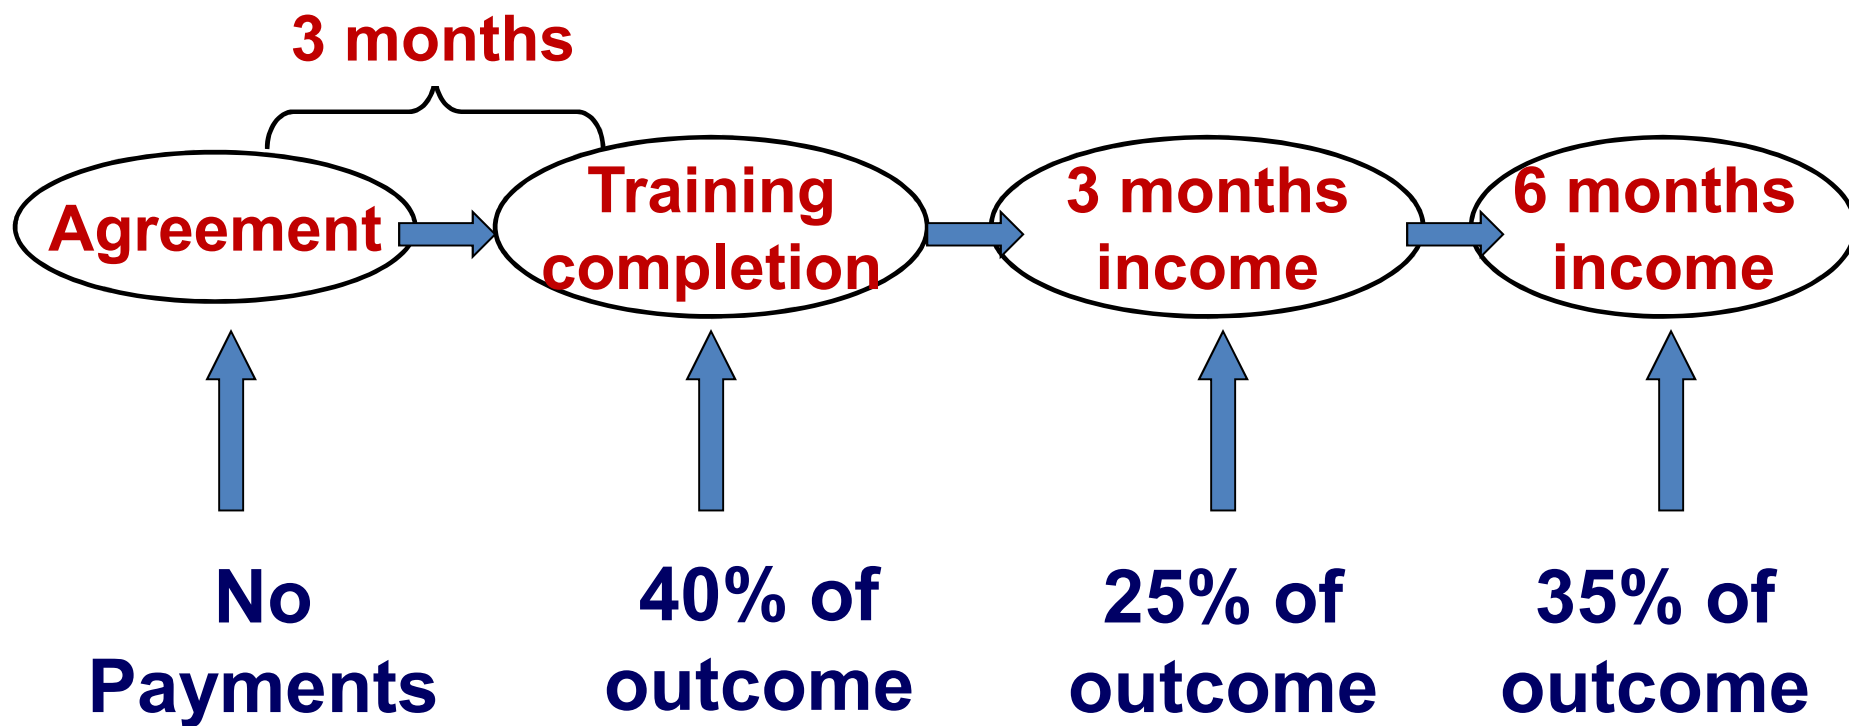 3 months
Agreement
Training
completion
3 months
income
6 months
income
No
Payments
40% of
outcome
25% of
outcome
35% of
outcome